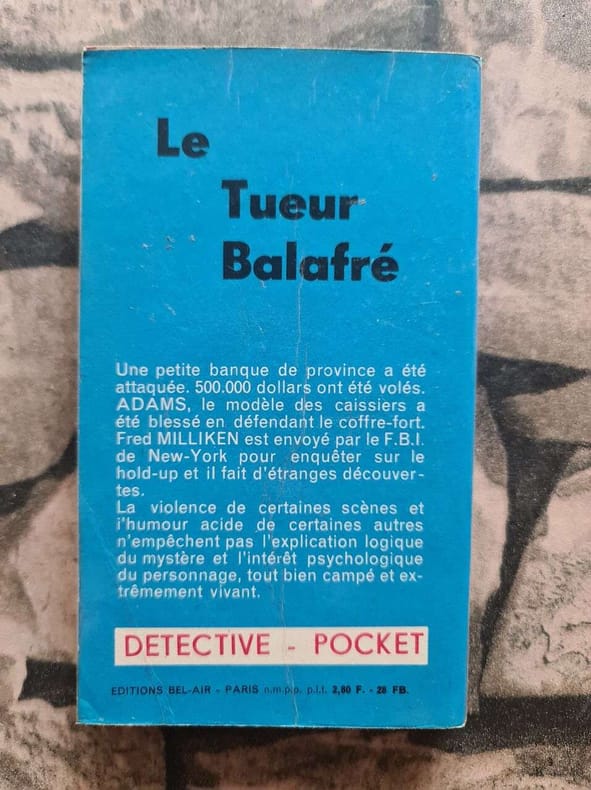 Le
Tueur
Balafré
Une petite banque de province a été
attaquée. 500.000 dollars ont été volés.
ADAMS, le modèle des caissiers a
été blessé en défendant le coffre-fort.
Fred MILLIKEN est envoyé par le F.B.I.
de New-York pour enquêter sur le
hold-up et il fait d'étranges découver-
tes.
La violence de certaines scènes et
l'humour acide de certaines autres
n'empêchent pas l'explication logique
du mystère et l'intérêt psychologique
du personnage, tout bien campé et ex-
trêmement vivant.
DETECTIVE - POCKET
EDITIONS BEL-AIR - PARIS n.m.p.p. p.l.t. 2,80 F. - 28 FB.